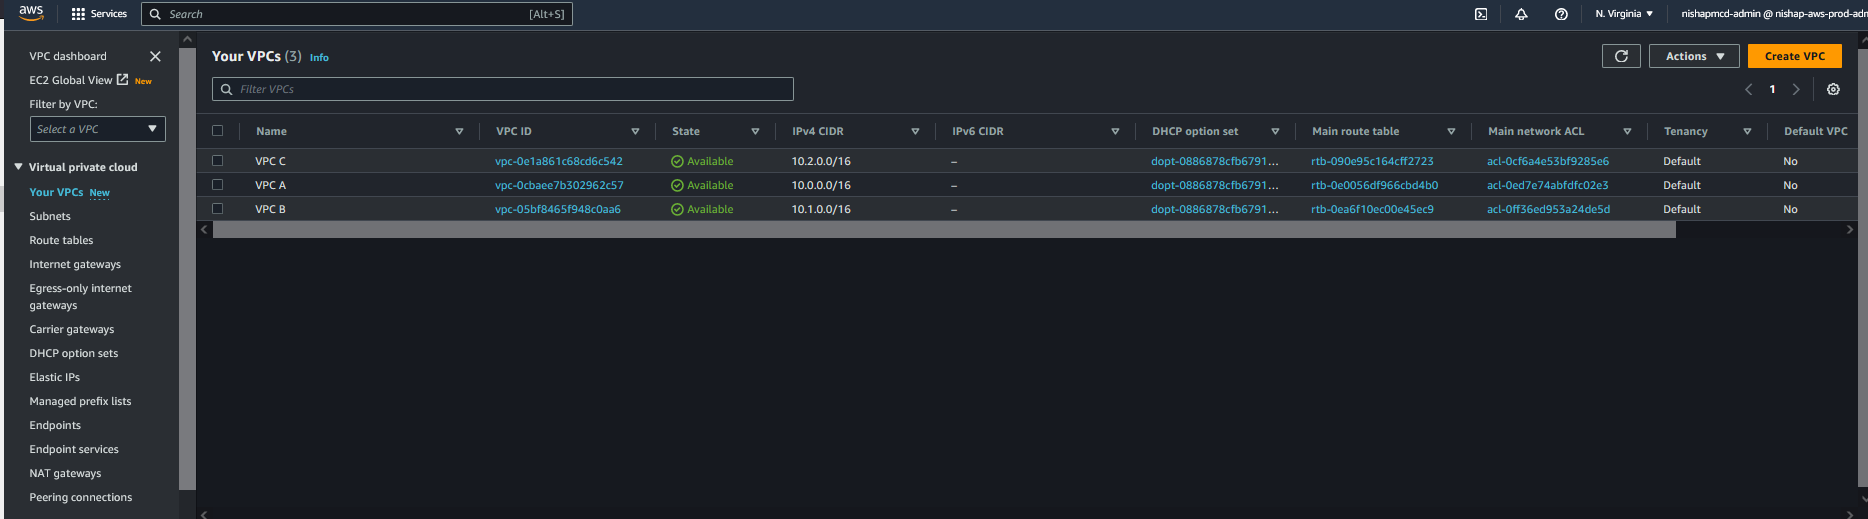 aws
Services
Search
[Alt+S]
N. Virginia
nishapmcd-admin @ nishap-aws-prod-adm
VPC dashboard
EC2 Global View New
Filter by VPC:
Select a VPC
Virtual private cloud
Your VPCs New
Subnets
Route tables
Internet gateways
Egress-only internet
gateways
Carrier gateways
DHCP option sets
Elastic IPs
Managed prefix lists
Endpoints
Endpoint services
NAT gateways
Peering connections
Your VPCs (3) Info
Actions
Create VPC
Filter VPCs
1
Name VPC ID State IPv4 CIDR IPv6 CIDR DHCP option set Main route table Main network ACL Tenancy Default VPC
VPC C vpc-0e1a861c68cd6c542 Available 10.2.0.0/16 – dopt-0886878cfb6791... rtb-090e95c164cff2723 acl-0cf6a4e53bf9285e6 Default No
VPC A vpc-0cbaee7b302962c57 Available 10.0.0.0/16 – dopt-0886878cfb6791... rtb-0e0056df966cbd4b0 acl-0ed7e74abfdfc02e3 Default No
VPC B vpc-05bf8465f948c0aa6 Available 10.1.0.0/16 – dopt-0886878cfb6791... rtb-0ea6f10ec00e45ec9 acl-0ff36ed953a24de5d Default No